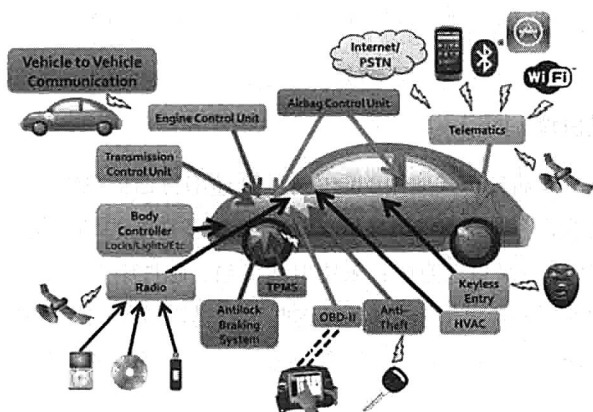 Vehicle to Vehicle
Communication
Internet/
PSTN
WiFi
Engine Control Unit
Airbag Control Unit
Telematics
Transmission
Control Unit
Body
Controller
Locks/Lights/Etc
Radio
TPMS
Antilock
Braking
System
OBD-II
Anti-
Theft
HVAC
Keyless
Entry